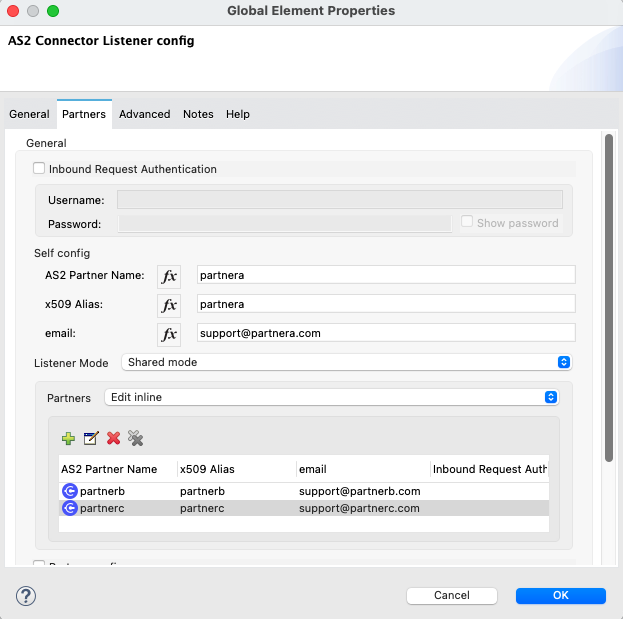 Global Element Properties
AS2 Connector Listener config
General Partners Advanced Notes Help
General
Inbound Request Authentication
Username:
Password: Show password
Self config
AS2 Partner Name: fx partnera
x509 Alias: fx partnera
email: fx support@partnera.com
Listener Mode Shared mode
Partners Edit inline
AS2 Partner Name x509 Alias email Inbound Request Auth
partnerb partnerb support@partnerb.com
partnerc partnerc support@partnerc.com
? Cancel OK